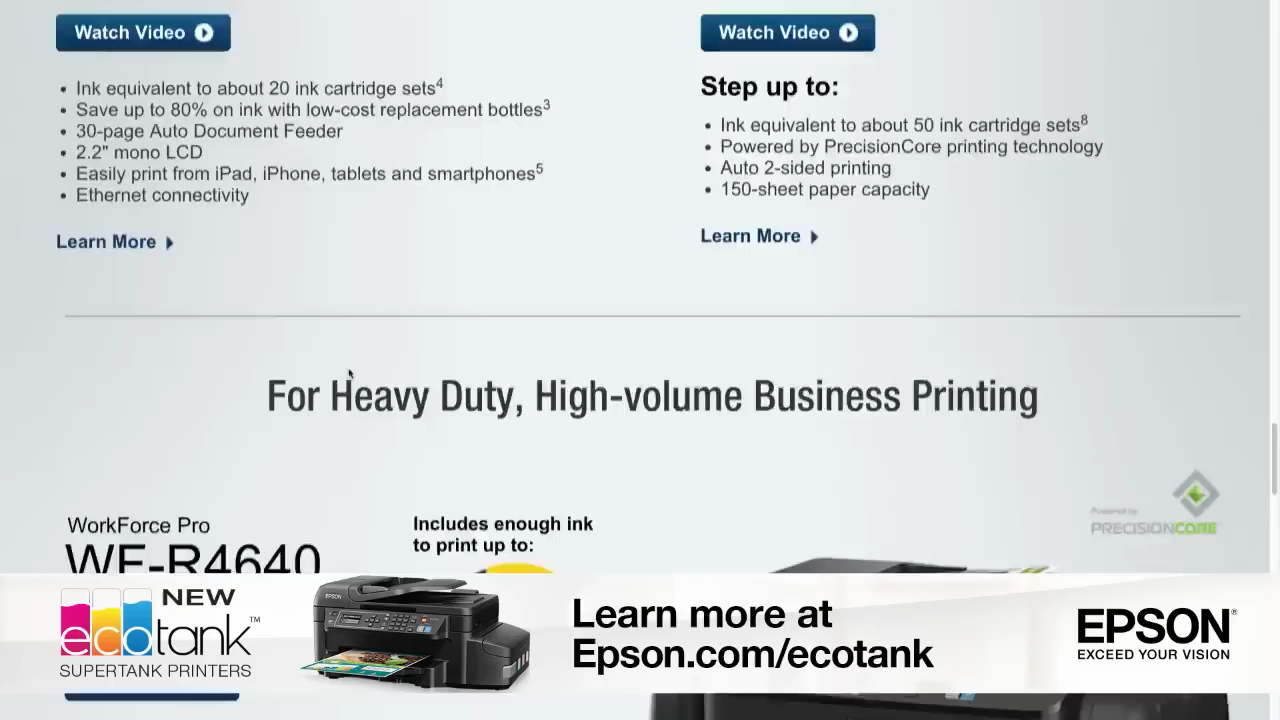 Watch Video
Ink equivalent to about 20 ink cartridge sets4
Save up to 80% on ink with low-cost replacement bottles3
30-page Auto Document Feeder
2.2" mono LCD
Easily print from iPad, iPhone, tablets and smartphones5
Ethernet connectivity
Learn More
Watch Video
Step up to:
Ink equivalent to about 50 ink cartridge sets8
Powered by PrecisionCore printing technology
Auto 2-sided printing
150-sheet paper capacity
Learn More
For Heavy Duty, High-volume Business Printing
WorkForce Pro
WF-R4640
Includes enough ink
to print up to:
Powered by
PRECISIONCORE
NEW
ecotank™
SUPERTANK PRINTERS
EPSON
Learn more at
Epson.com/ecotank
EPSON®
EXCEED YOUR VISION